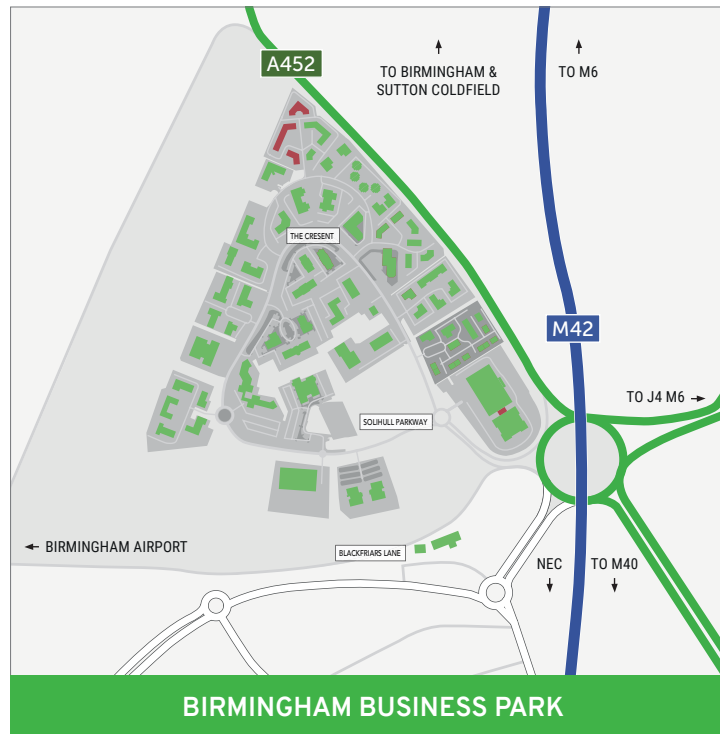 A452
TO BIRMINGHAM &
SUTTON COLDFIELD
TO M6
THE CRESENT
M42
TO J4 M6
SOLIHULL PARKWAY
BIRMINGHAM AIRPORT
BLACKFRIARS LANE
NEC
TO M40
BIRMINGHAM BUSINESS PARK